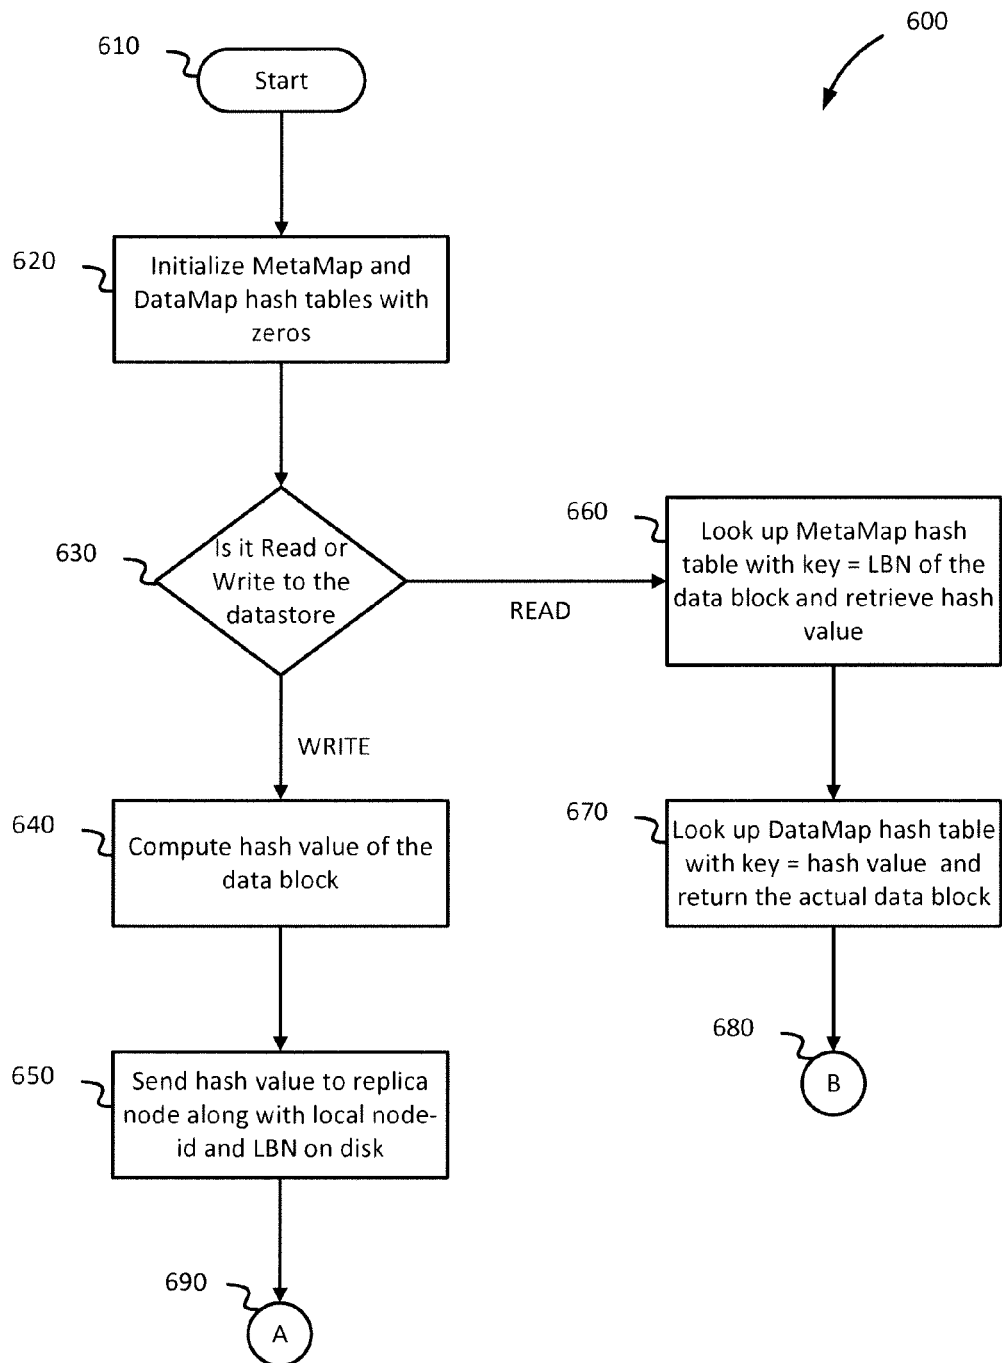 600
610
Start
620
Initialize MetaMap and
DataMap hash tables with
zeros
630
Is it Read or
Write to the
datastore
READ
WRITE
660
Look up MetaMap hash
table with key = LBN of the
data block and retrieve hash
value
640
Compute hash value of the
data block
670
Look up DataMap hash table
with key = hash value and
return the actual data block
680
B
650
Send hash value to replica
node along with local node-
id and LBN on disk
690
A